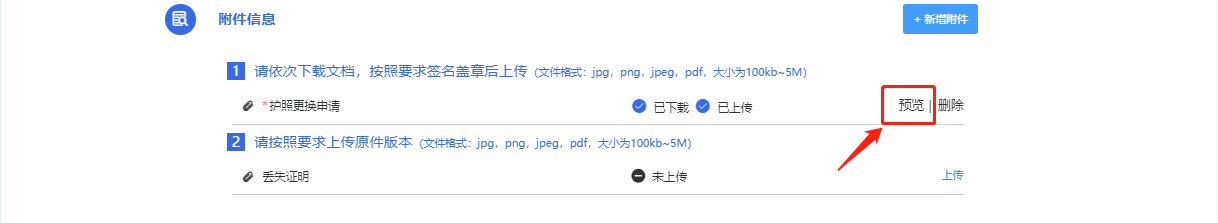 附件信息
+ 新增附件
1 请依次下载文档，按照要求签名盖章后上传（文件格式：jpg，png，jpeg，pdf，大小为100kb~5M）
*护照更换申请 已下载 已上传 预览 | 删除
2 请按照要求上传原件版本（文件格式：jpg，png，jpeg，pdf，大小为100kb~5M）
丢失证明 未上传 上传